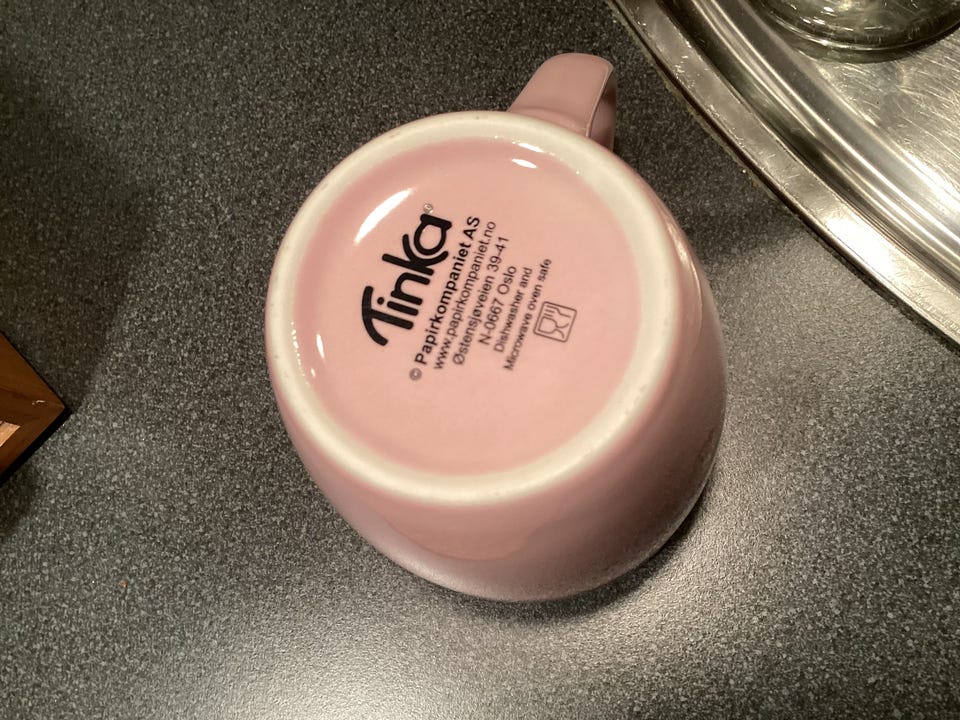 Tinka®
© Papirkompaniet AS
www.papirkompaniet.no
Østensjøveien 39-41
N-0667 Oslo
Dishwasher and
Microwave oven safe